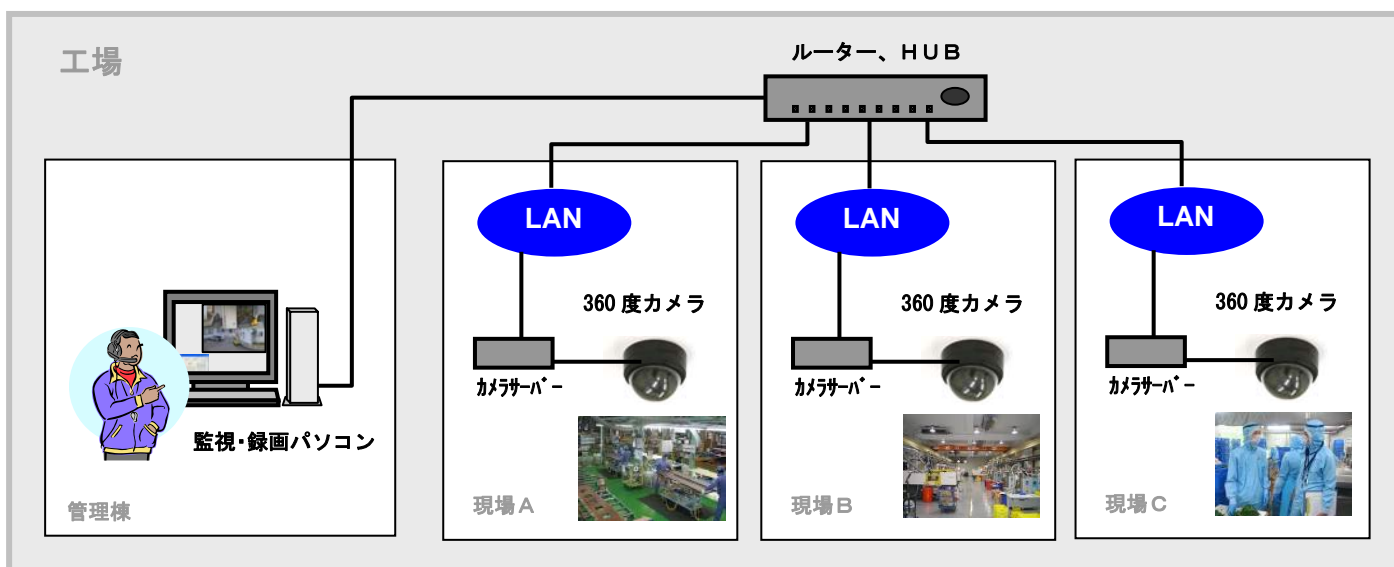 工場
ルーター、ＨＵＢ
LAN
LAN
LAN
360度カメラ
360度カメラ
360度カメラ
ｶﾒﾗｻｰﾊﾞｰ
ｶﾒﾗｻｰﾊﾞｰ
ｶﾒﾗｻｰﾊﾞｰ
監視・録画パソコン
管理棟
現場Ａ
現場Ｂ
現場Ｃ